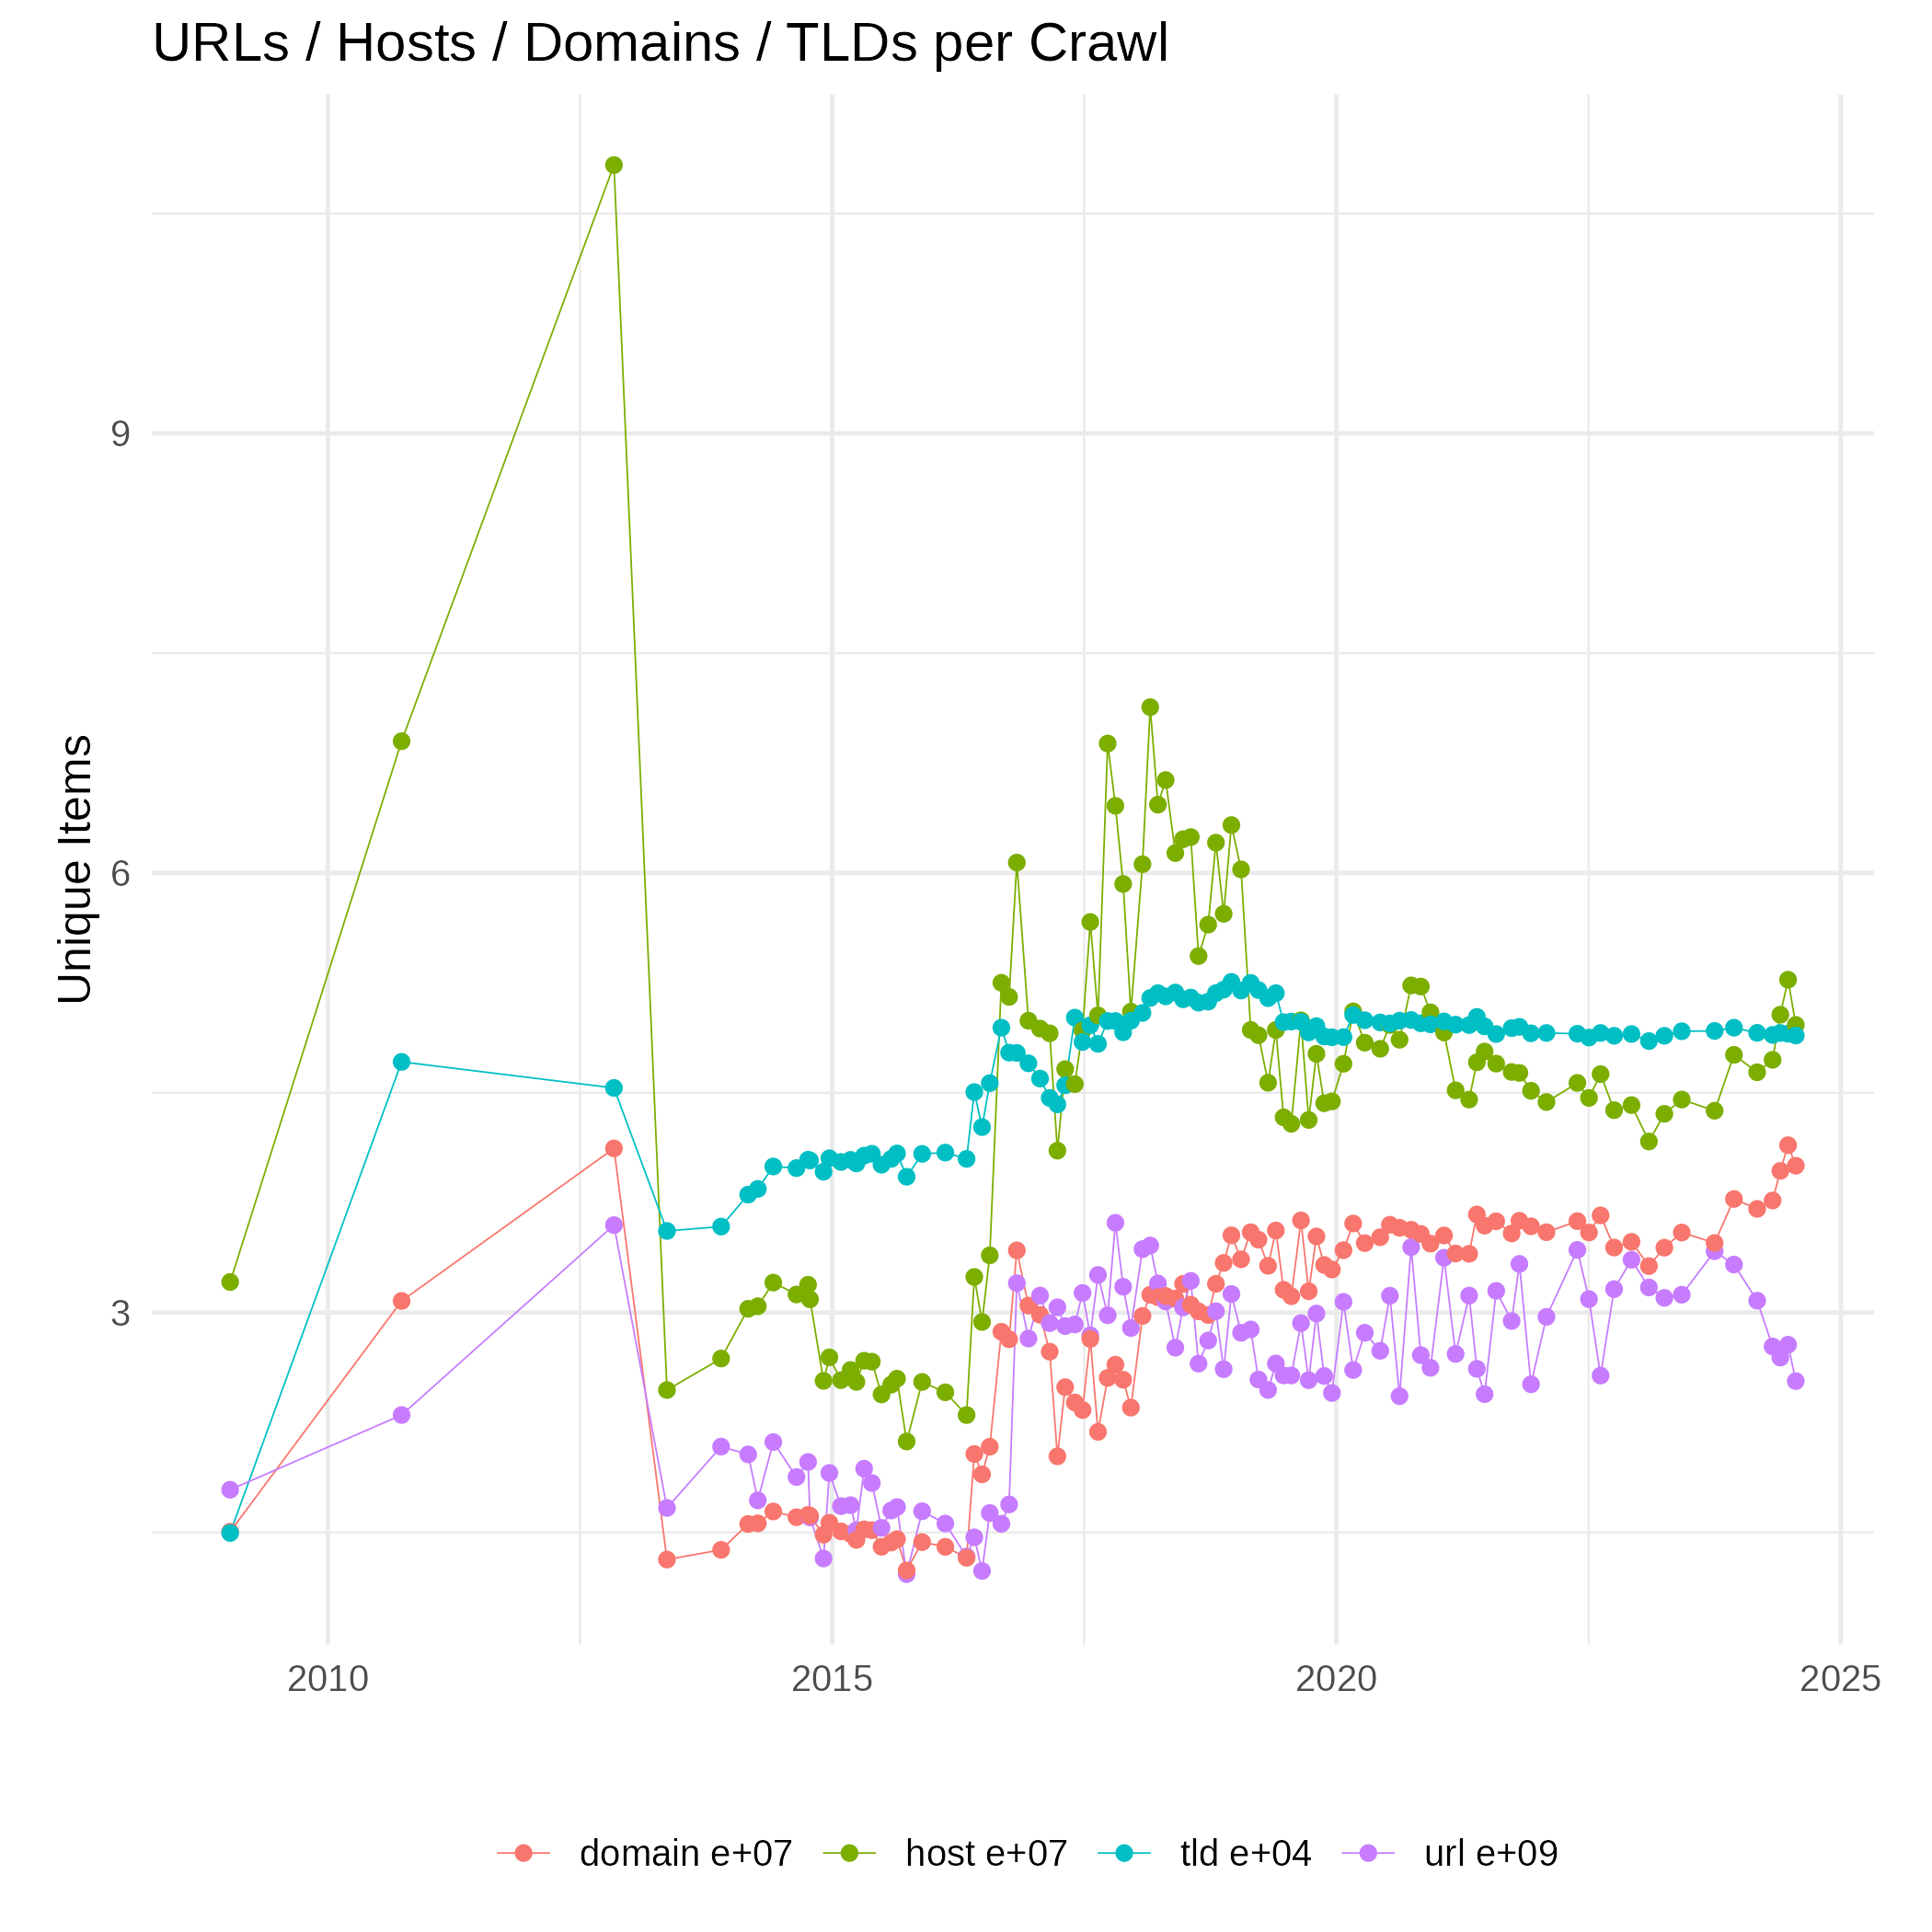 URLs / Hosts / Domains / TLDs per Crawl
Unique Items
9
6
3
2010 2015 2020 2025
domain e+07 host e+07 tld e+04 url e+09